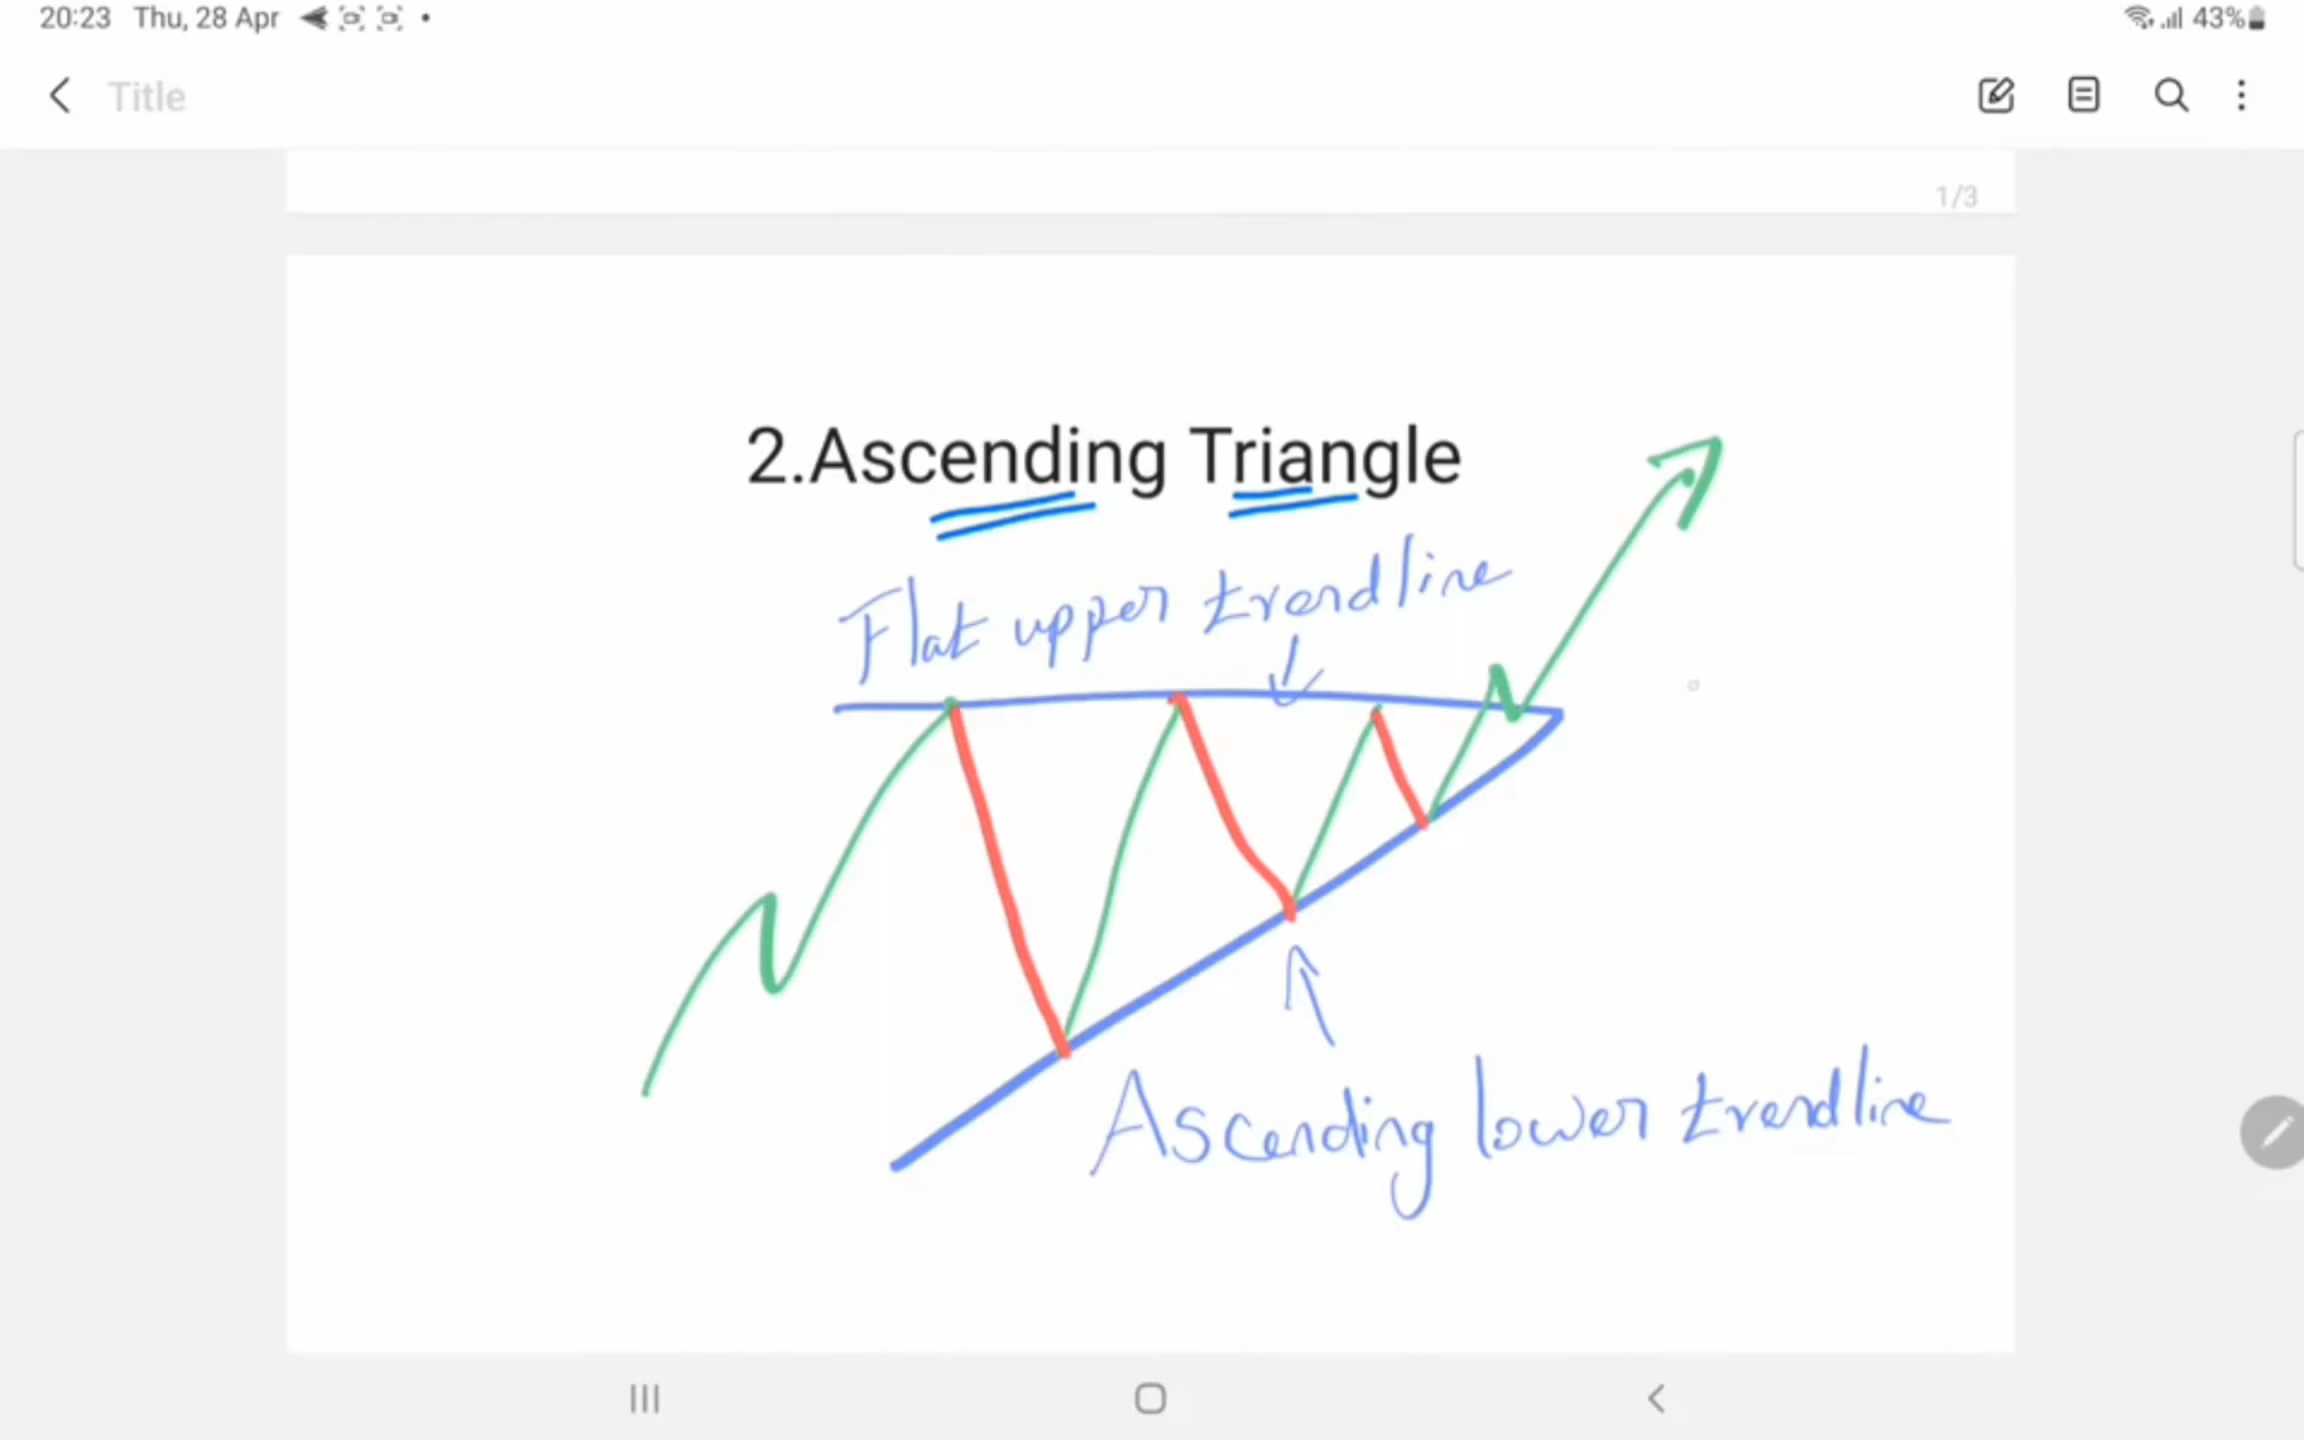 20:23 Thu, 28 Apr
43%
Title
1/3
2.Ascending Triangle
Flat upper trendline
Ascending lower trendline